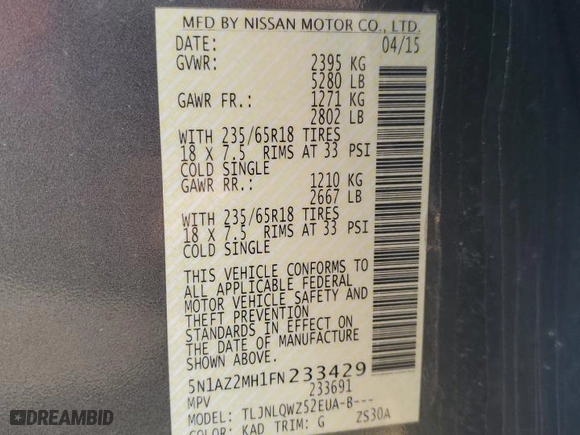 MFD BY NISSAN MOTOR CO., LTD.
DATE: 04/15
GVWR: 2395 KG
5280 LB
GAWR FR.: 1271 KG
2802 LB
WITH 235/65R18 TIRES
18 X 7.5 RIMS AT 33 PSI
COLD SINGLE
GAWR RR.: 1210 KG
2667 LB
WITH 235/65R18 TIRES
18 X 7.5 RIMS AT 33 PSI
COLD SINGLE
THIS VEHICLE CONFORMS TO
ALL APPLICABLE FEDERAL
MOTOR VEHICLE SAFETY AND
THEFT PREVENTION
STANDARDS IN EFFECT ON
THE DATE OF MANUFACTURE
SHOWN ABOVE.
5N1AZ2MH1FN233429
MPV 233691
MODEL: TLJNLQWZ52EUA-B---
COLOR: KAD TRIM: G Z530A
DREAMBID